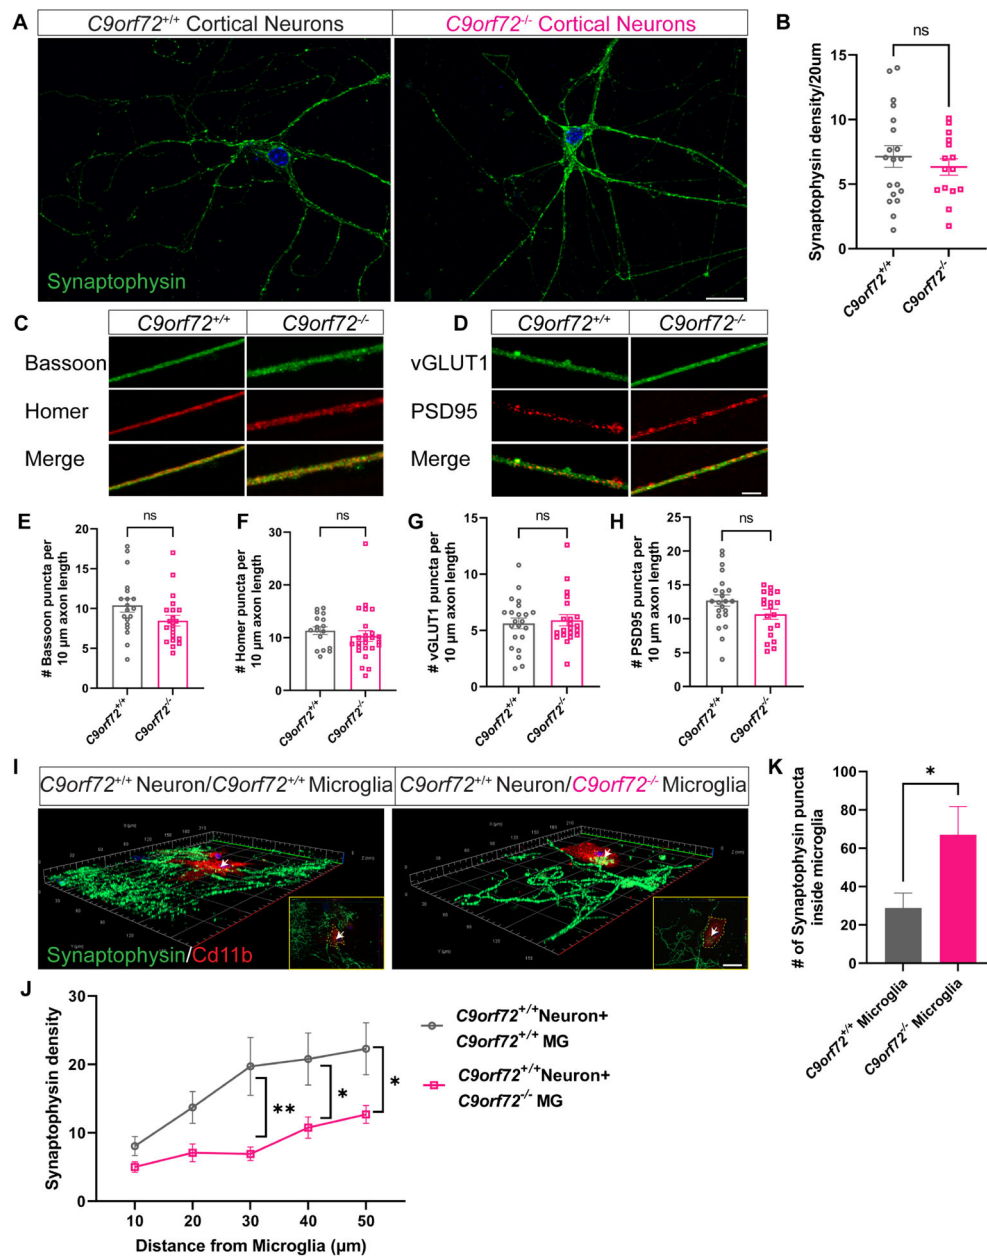 A
C9orf72+/+ Cortical Neurons
C9orf72-/- Cortical Neurons
Synaptophysin
B
ns
Synaptophysin density/20um
15
10
5
0
C9orf72+/+
C9orf72-/-
C
C9orf72+/+
C9orf72-/-
Bassoon
Homer
Merge
D
C9orf72+/+
C9orf72-/-
vGLUT1
PSD95
Merge
E
ns
# Bassoon puncta per
10 µm axon length
20
15
10
5
0
C9orf72+/+
C9orf72-/-
F
ns
# Homer puncta per
10 µm axon length
30
20
10
0
C9orf72+/+
C9orf72-/-
G
ns
# vGLUT1 puncta per
10 µm axon length
15
10
5
0
C9orf72+/+
C9orf72-/-
H
ns
# PSD95 puncta per
10 µm axon length
25
20
15
10
5
0
C9orf72+/+
C9orf72-/-
I
C9orf72+/+ Neuron/C9orf72+/+ Microglia
C9orf72+/+ Neuron/C9orf72-/- Microglia
Synaptophysin/Cd11b
K
*
# of Synaptophysin puncta
inside microglia
100
80
60
40
20
0
C9orf72+/+ Microglia
C9orf72-/- Microglia
J
Synaptophysin density
30
20
10
0
**
*
*
10 20 30 40 50
Distance from Microglia (µm)
C9orf72+/+Neuron+
C9orf72+/+ MG
C9orf72+/+Neuron+
C9orf72-/- MG